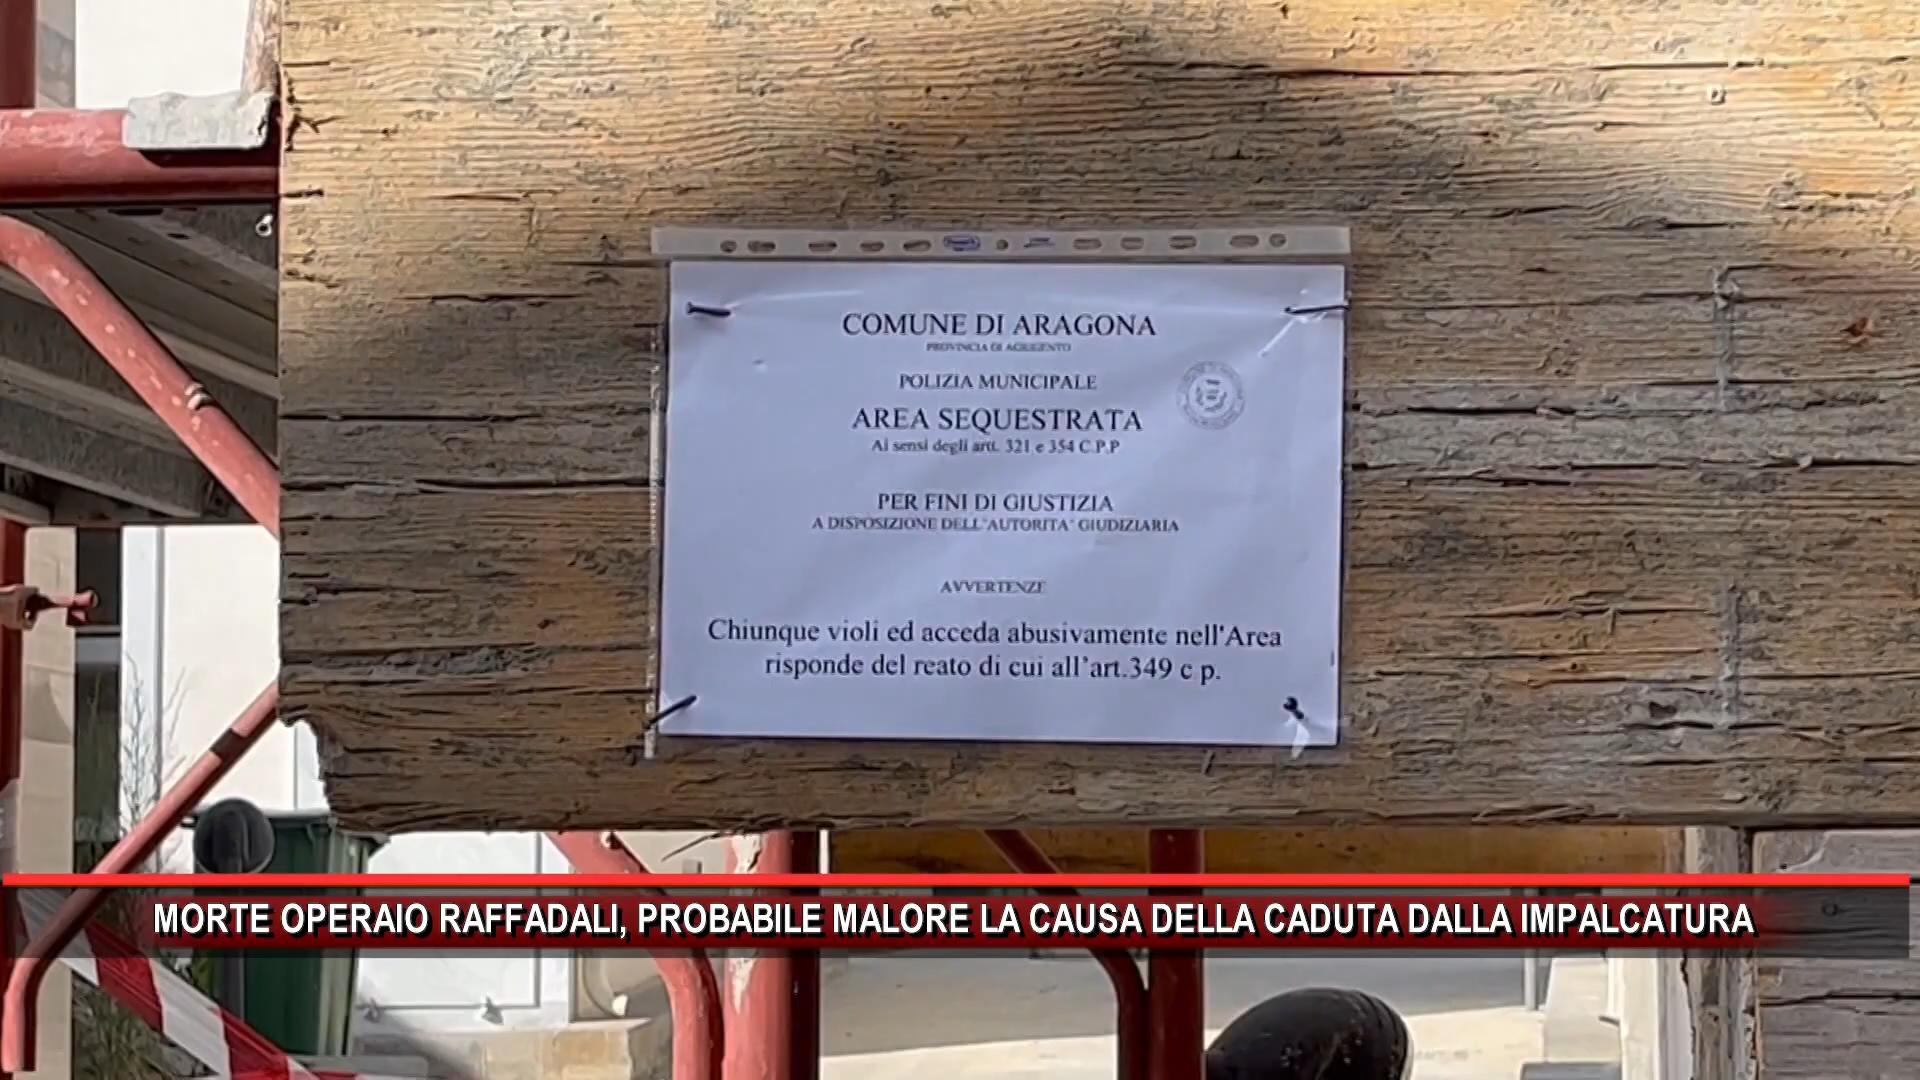 COMUNE DI ARAGONA
PROVINCIA DI AGRIGENTO
POLIZIA MUNICIPALE
AREA SEQUESTRATA
Ai sensi degli artt. 321 e 354 C.P.P
PER FINI DI GIUSTIZIA
A DISPOSIZIONE DELL'AUTORITA' GIUDIZIARIA
AVVERTENZE
Chiunque violi ed acceda abusivamente nell'Area
risponde del reato di cui all'art.349 c p.
MORTE OPERAIO RAFFADALI, PROBABILE MALORE LA CAUSA DELLA CADUTA DALLA IMPALCATURA